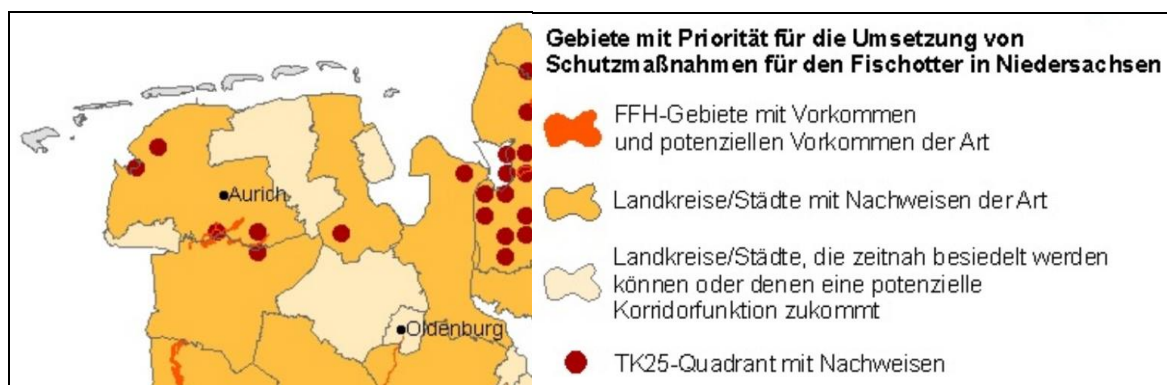 Aurich
Oldenburg
Gebiete mit Priorität für die Umsetzung von
Schutzmaßnahmen für den Fischotter in Niedersachsen
FFH-Gebiete mit Vorkommen
und potenziellen Vorkommen der Art
Landkreise/Städte mit Nachweisen der Art
Landkreise/Städte, die zeitnah besiedelt werden
können oder denen eine potenzielle
Korridorfunktion zukommt
TK25-Quadrant mit Nachweisen